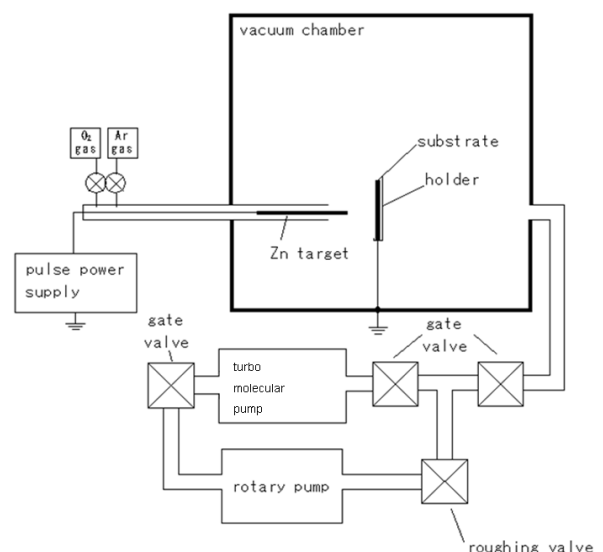 vacuum chamber
O₂
gas
Ar
gas
substrate
holder
Zn target
pulse power
supply
gate
valve
gate
valve
turbo
molecular
pump
rotary pump
roughing valve